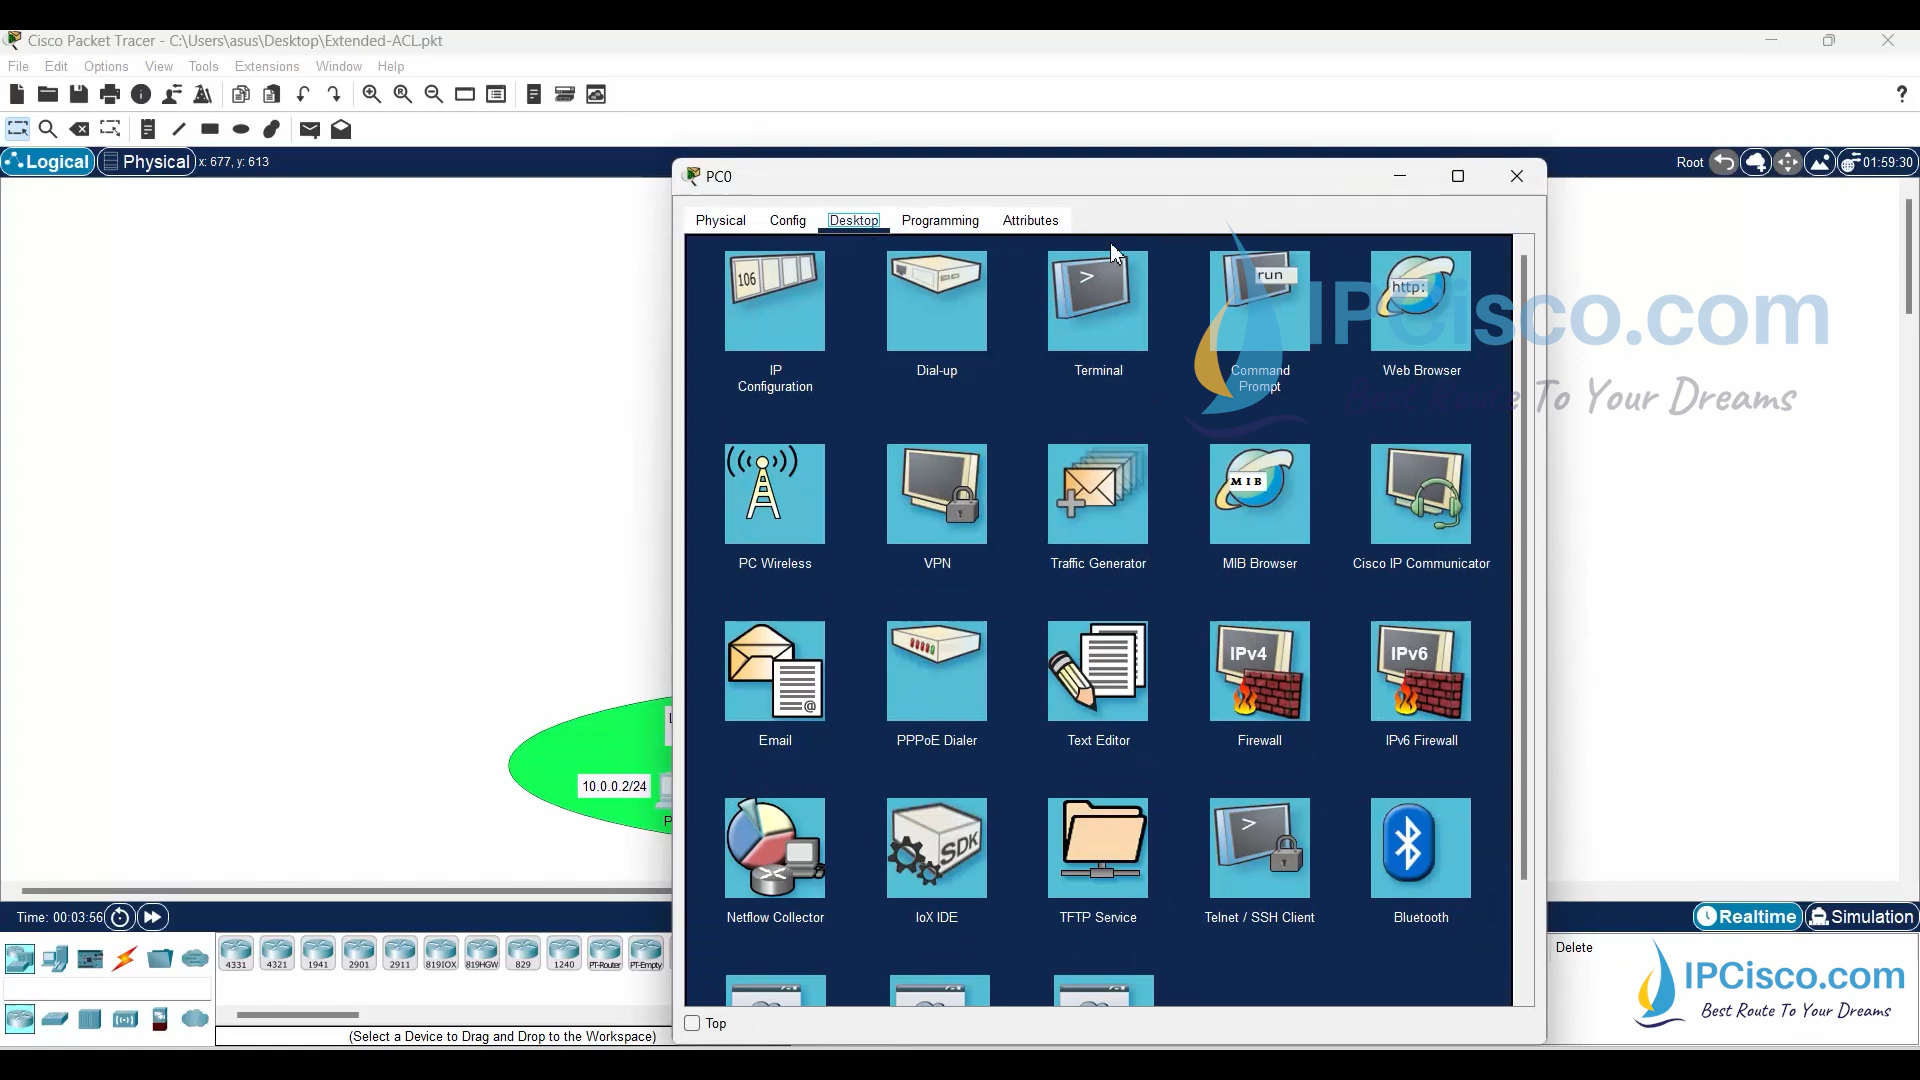 Cisco Packet Tracer - C:\Users\asus\Desktop\Extended-ACL.pkt
File Edit Options View Tools Extensions Window Help
?
Logical Physical x: 677, y: 613
Root 01:59:30
PC0
Physical Config Desktop Programming Attributes
106
>
run
http:
IP
Configuration
Dial-up
Terminal
Command
Prompt
Web Browser
IPCisco.com
Best Route To Your Dreams
MIB
PC Wireless
VPN
Traffic Generator
MIB Browser
Cisco IP Communicator
@
IPv4
IPv6
Email
PPPoE Dialer
Text Editor
Firewall
IPv6 Firewall
10.0.0.2/24
SDK
>
Netflow Collector
IoX IDE
TFTP Service
Telnet / SSH Client
Bluetooth
Time: 00:03:56
Realtime Simulation
4331 4321 1941 2901 2911 819IOX 819HGW 829 1240 PT-Router PT-Empty
Delete
IPCisco.com
Best Route To Your Dreams
Top
(Select a Device to Drag and Drop to the Workspace)